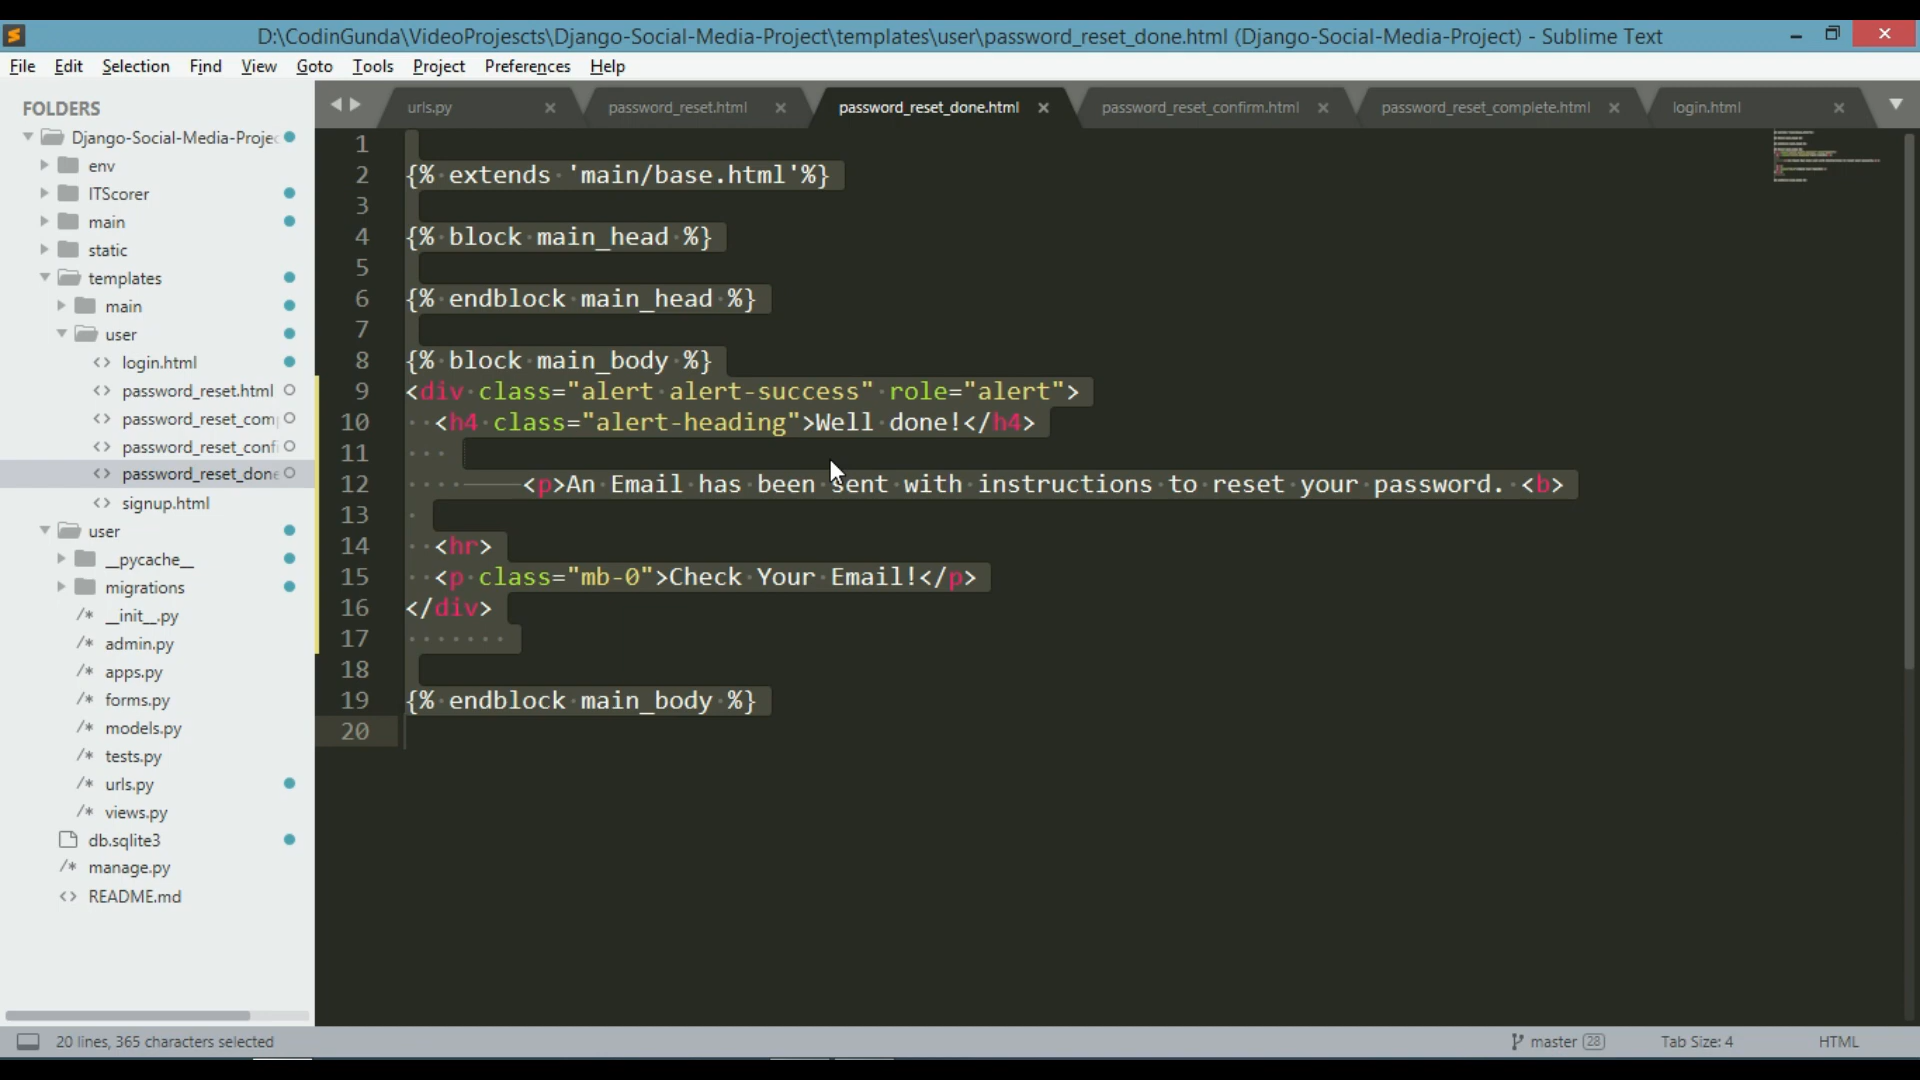 D:\CodinGunda\VideoProjescts\Django-Social-Media-Project\templates\user\password_reset_done.html (Django-Social-Media-Project) - Sublime Text
File Edit Selection Find View Goto Tools Project Preferences Help
FOLDERS
Django-Social-Media-Projec
env
ITScorer
main
static
templates
main
user
login.html
password_reset.html
password_reset_com
password_reset_confi
password_reset_done
signup.html
user
__pycache__
migrations
/* __init__.py
/* admin.py
/* apps.py
/* forms.py
/* models.py
/* tests.py
/* urls.py
/* views.py
db.sqlite3
/* manage.py
<> README.md
urls.py password_reset.html password_reset_done.html password_reset_confirm.html password_reset_complete.html login.html
1
2 {% extends 'main/base.html'%}
3
4 {% block main_head %}
5
6 {% endblock main_head %}
7
8 {% block main_body %}
9 <div class="alert alert-success" role="alert">
10 <h4 class="alert-heading">Well done!</h4>
11
12 <p>An Email has been sent with instructions to reset your password. <b>
13
14 <hr>
15 <p class="mb-0">Check Your Email!</p>
16 </div>
17
18
19 {% endblock main_body %}
20
20 lines, 365 characters selected
master 28 Tab Size: 4 HTML